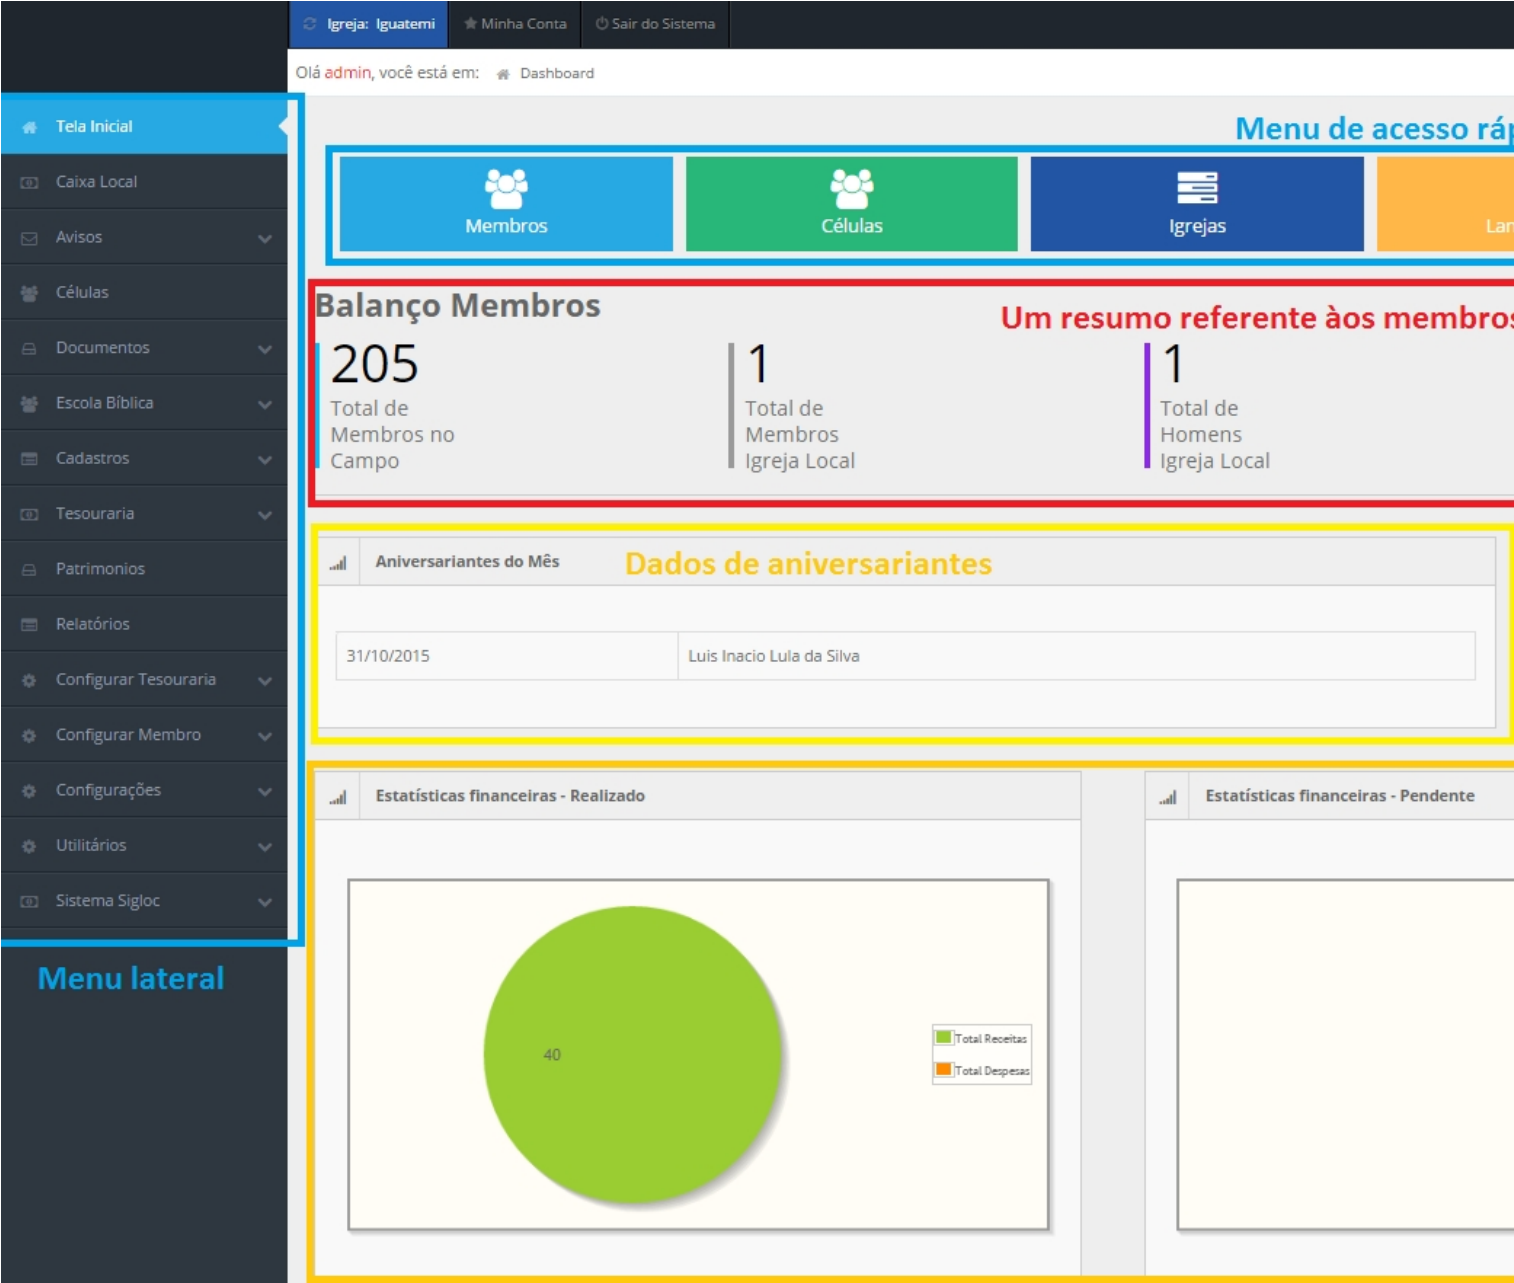 Igreja: Iguatemi
Minha Conta
Sair do Sistema
Olá admin, você está em: Dashboard
Tela Inicial
Caixa Local
Avisos
Células
Documentos
Escola Bíblica
Cadastros
Tesouraria
Patrimonios
Relatórios
Configurar Tesouraria
Configurar Membro
Configurações
Utilitários
Sistema Sigloc
Menu lateral
Menu de acesso ráp
Membros
Células
Igrejas
Lan
Balanço Membros
Um resumo referente àos membros
205
Total de
Membros no
Campo
1
Total de
Membros
Igreja Local
1
Total de
Homens
Igreja Local
Aniversariantes do Mês
Dados de aniversariantes
31/10/2015
Luis Inacio Lula da Silva
Estatísticas financeiras - Realizado
40
Total Receitas
Total Despesas
Estatísticas financeiras - Pendente